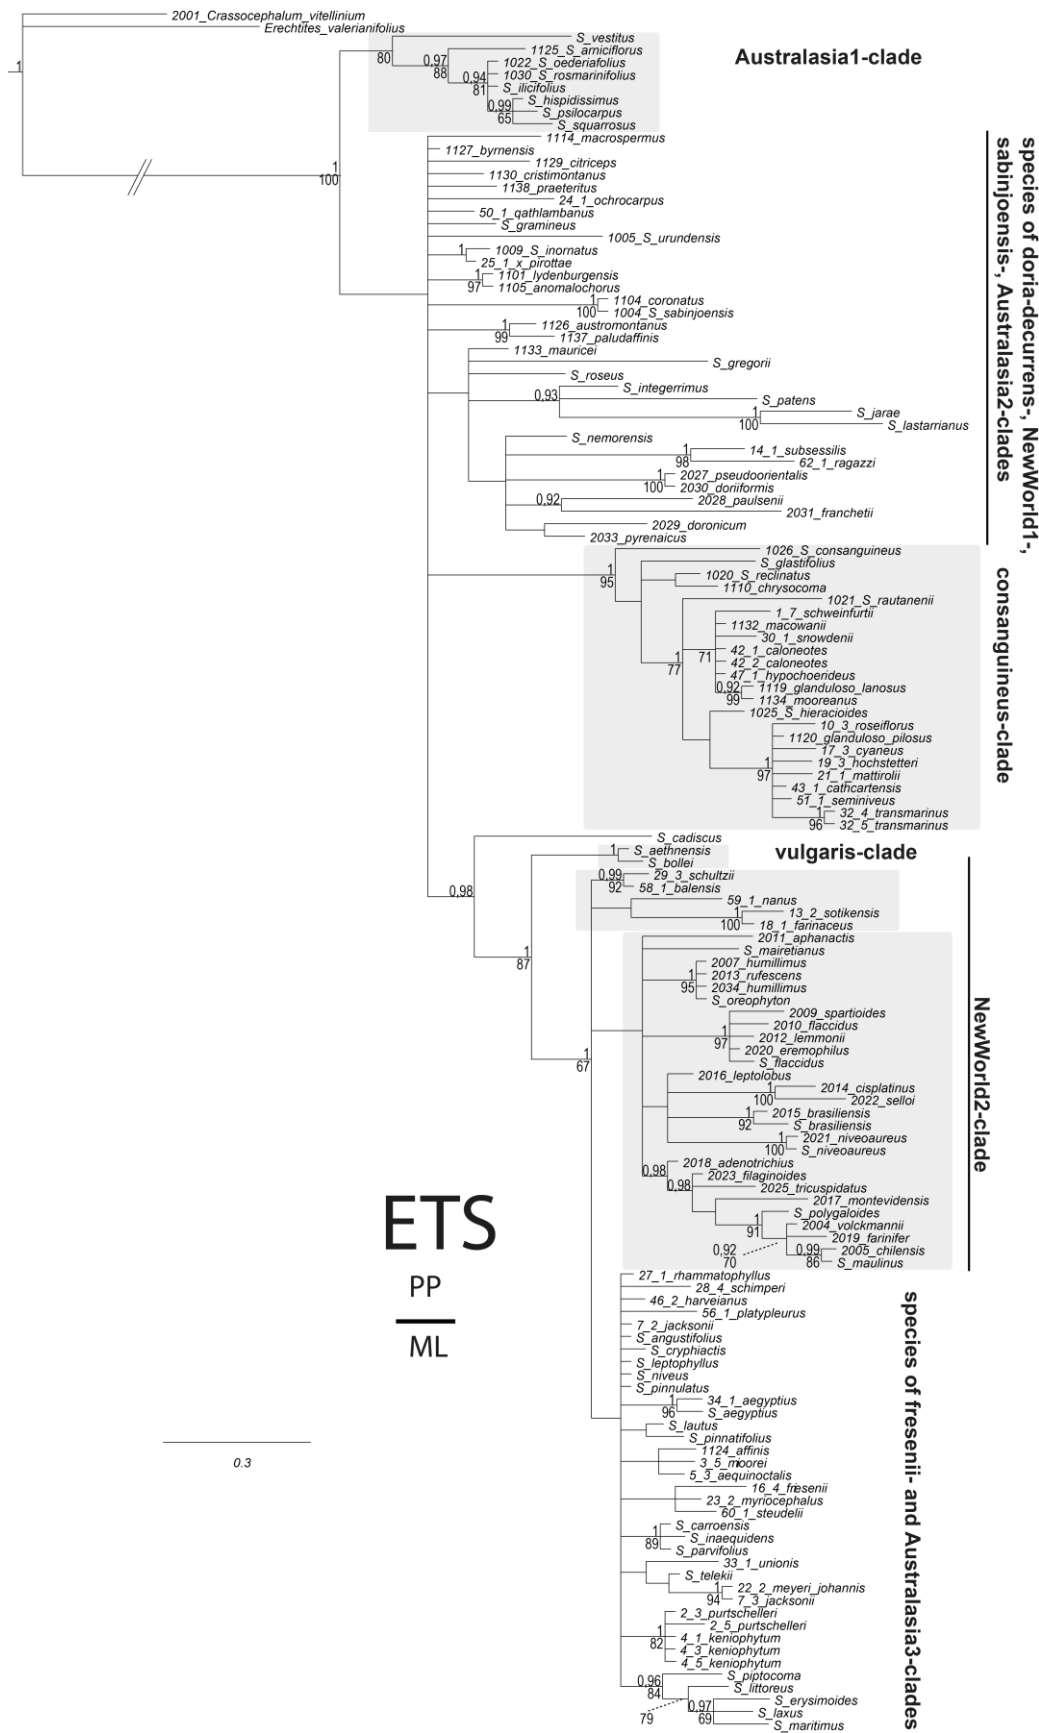 2001_Crassocephalum_vitellinium
Erechtites_valerianifolius
1
S_vestitus
80
0,97
88
1125_S_arniciflorus
1022_S_oederiafolius
0,94
81
1030_S_rosmarinifolius
S_ilicifolius
0,99
65
S_hispidissimus
S_psilocarpus
S_squarrosus
Australasia1-clade
1
100
1114_macrospermus
1127_byrnensis
1129_citriceps
1130_cristimontanus
1138_praeteritus
24_1_ochrocarpus
50_1_qathlambanus
S_gramineus
1005_S_urundensis
1
1009_S_inornatus
25_1_x_pirottae
1
97
1101_lydenburgensis
1105_anomalochorus
1
100
1104_coronatus
1004_S_sabinjoensis
1
99
1126_austromontanus
1137_paludaffinis
1133_mauricei
S_gregorii
S_roseus
0,93
S_integerrimus
S_patens
1
100
S_jarae
S_lastarrianus
S_nemorensis
1
98
14_1_subsessilis
62_1_ragazzi
1
100
2027_pseudoorientalis
2030_doriiformis
0,92
2028_paulsenii
2031_franchetii
2029_doronicum
2033_pyrenaicus
species of doria-decurrens-, NewWorld1-,
sabinjoensis-, Australasia2-clades
1
95
1026_S_consanguineus
S_glastifolius
1020_S_reclinatus
1110_chrysocoma
1
77
1021_S_rautanenii
71
1_7_schweinfurtii
1132_macowanii
30_1_snowdenii
42_1_caloneotes
42_2_caloneotes
47_1_hypochoerideus
0,92
99
1119_glanduloso_lanosus
1134_mooreanus
1025_S_hieracioides
1
97
10_3_roseiflorus
1120_glanduloso_pilosus
17_3_cyaneus
19_3_hochstetteri
21_1_mattirolii
43_1_cathcartensis
51_1_seminiveus
1
96
32_4_transmarinus
32_5_transmarinus
consanguineus-clade
0,98
S_cadiscus
1
87
1
S_aethnensis
S_bollei
vulgaris-clade
1
67
0,99
92
29_3_schultzii
58_1_balensis
59_1_nanus
1
100
13_2_sotikensis
18_1_farinaceus
2011_aphanactis
S_mairetianus
1
95
2007_humillimus
2013_rufescens
2034_humillimus
S_oreophyton
1
97
2009_spartioides
2010_flaccidus
2012_lemmonii
2020_eremophilus
S_flaccidus
2016_leptolobus
1
100
2014_cisplatinus
2022_selloi
1
92
2015_brasiliensis
S_brasiliensis
1
100
2021_niveoaureus
S_niveoaureus
0,98
2018_adenotrichius
0,98
2023_filaginoides
2025_tricuspidatus
2017_montevidensis
1
91
S_polygaloides
0,92
70
2004_volckmannii
2019_farinifer
0,99
86
2005_chilensis
S_maulinus
NewWorld2-clade
ETS
PP
ML
27_1_rhammatophyllus
28_4_schimperi
46_2_harveianus
56_1_platypleurus
7_2_jacksonii
S_angustifolius
S_cryphiactis
S_leptophyllus
S_niveus
S_pinnulatus
1
96
34_1_aegyptius
S_aegyptius
S_lautus
S_pinnatifolius
1124_affinis
3_5_moorei
5_3_aequinoctalis
16_4_fresenii
23_2_myriocephalus
60_1_steudelii
1
89
S_carroensis
S_inaequidens
S_parvifolius
33_1_unionis
S_telekii
1
94
22_2_meyeri_johannis
7_3_jacksonii
1
82
2_3_purtschelleri
2_5_purtschelleri
4_1_keniophytum
4_3_keniophytum
4_5_keniophytum
0,96
84
S_piptocoma
79
S_littoreus
0,97
69
S_erysimoides
S_laxus
S_maritimus
species of fresenii- and Australasia3-clades
0.3